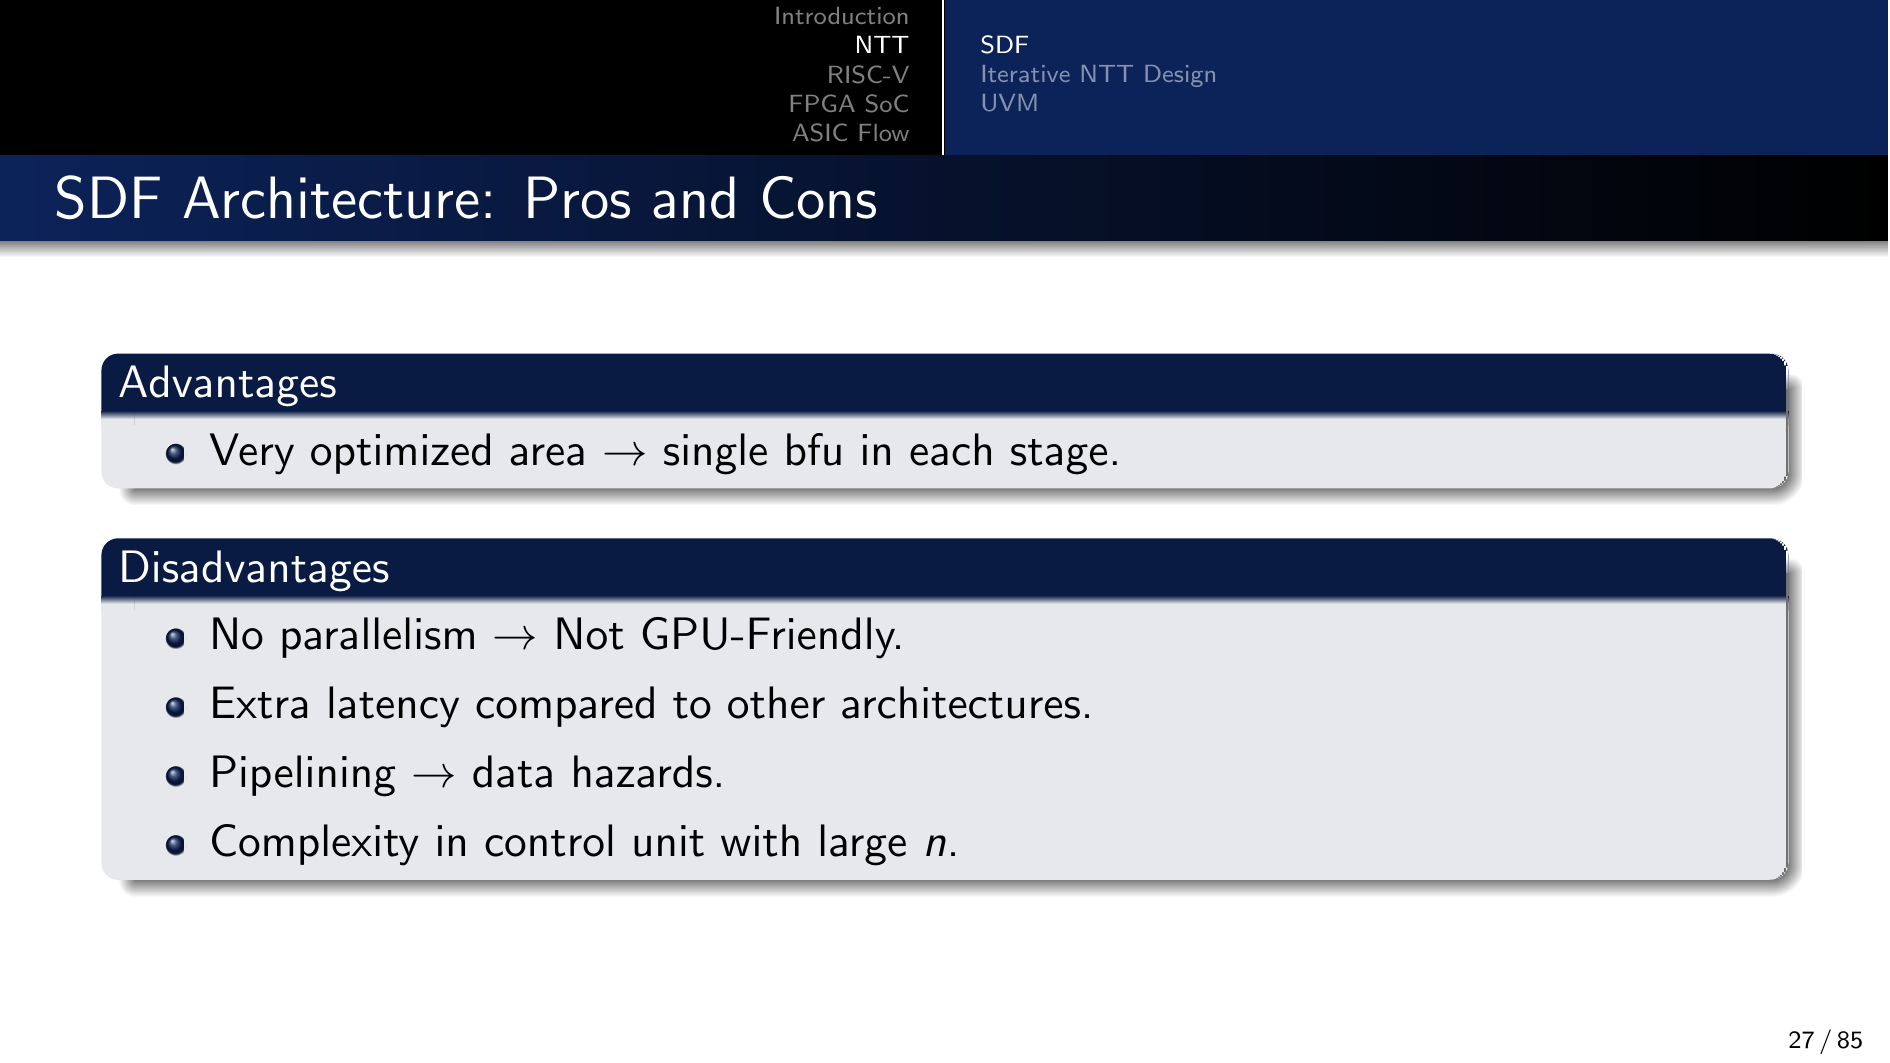 Introduction
NTT
RISC-V
FPGA SoC
ASIC Flow
SDF
Iterative NTT Design
UVM
SDF Architecture: Pros and Cons
Advantages
Very optimized area → single bfu in each stage.
Disadvantages
No parallelism → Not GPU-Friendly.
Extra latency compared to other architectures.
Pipelining → data hazards.
Complexity in control unit with large n.
27 / 85